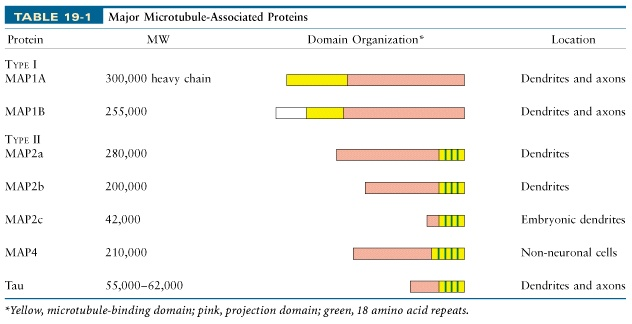 TABLE 19-1 Major Microtubule-Associated Proteins
Protein MW Domain Organization* Location
TYPE I
MAP1A 300,000 heavy chain Dendrites and axons
MAP1B 255,000 Dendrites and axons
TYPE II
MAP2a 280,000 Dendrites
MAP2b 200,000 Dendrites
MAP2c 42,000 Embryonic dendrites
MAP4 210,000 Non-neuronal cells
Tau 55,000–62,000 Dendrites and axons
*Yellow, microtubule-binding domain; pink, projection domain; green, 18 amino acid repeats.